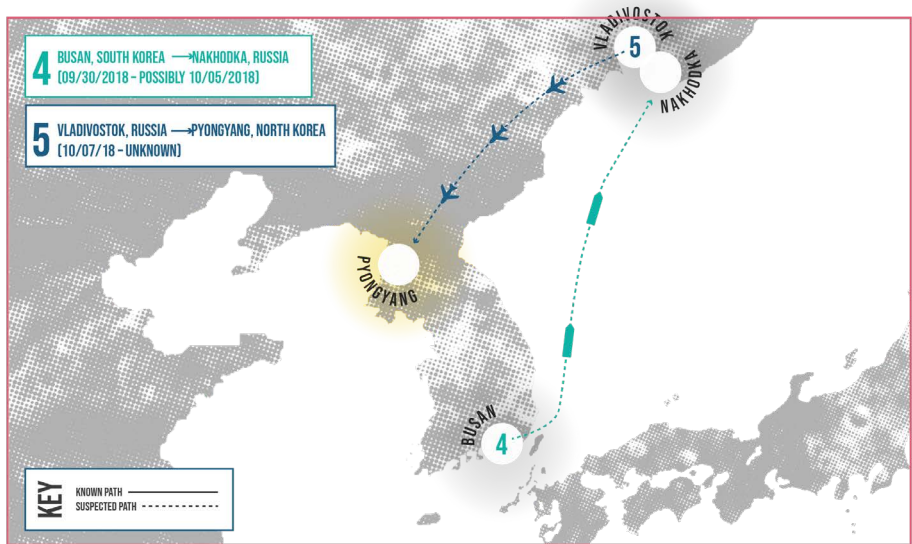 4 BUSAN, SOUTH KOREA → NAKHODKA, RUSSIA
(09/30/2018 – POSSIBLY 10/05/2018)
5 VLADIVOSTOK, RUSSIA → PYONGYANG, NORTH KOREA
(10/07/18 – UNKNOWN)
VLADIVOSTOK
5
NAKHODKA
PYONGYANG
BUSAN
4
KEY
KNOWN PATH
SUSPECTED PATH